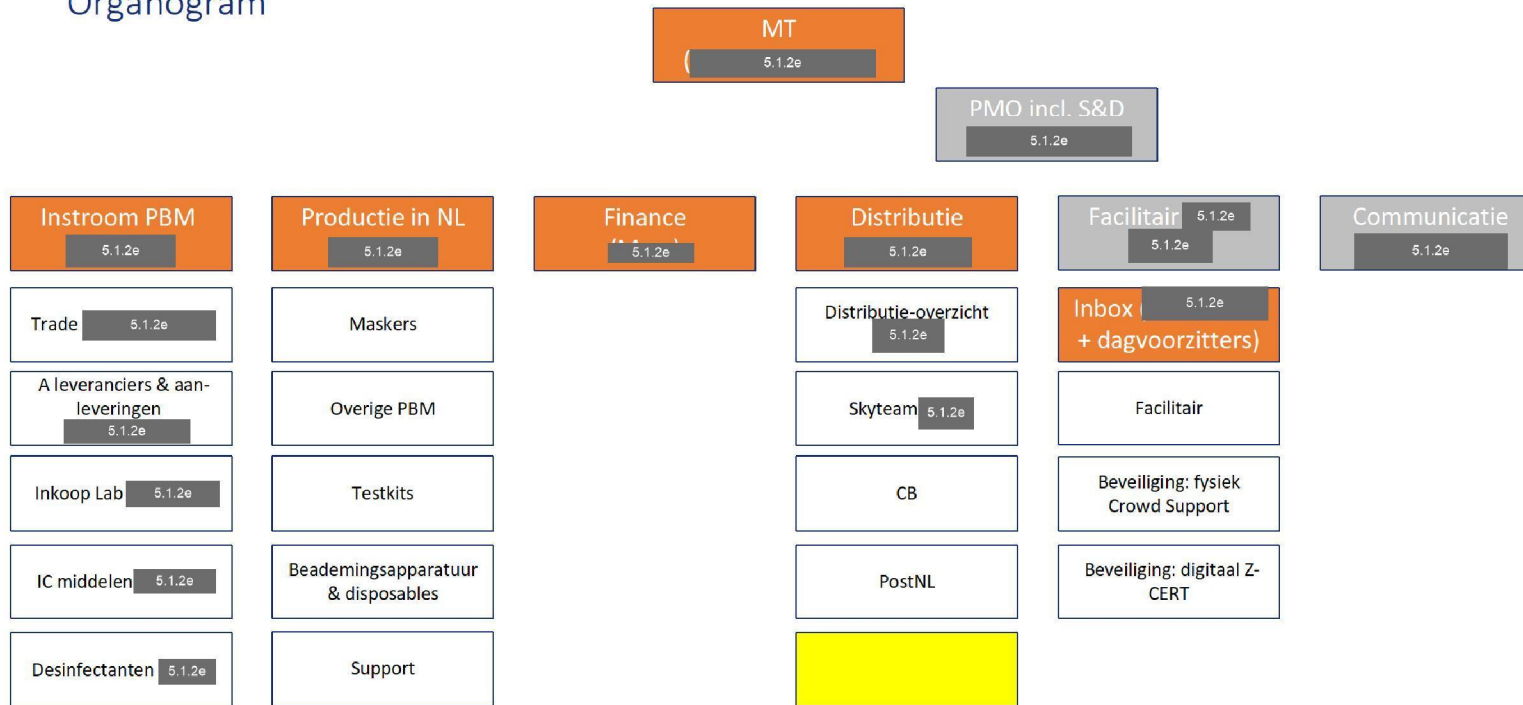 Organogram
MT
(
5.1.2e
PMO incl. S&D
5.1.2e
Instroom PBM
5.1.2e
Productie in NL
5.1.2e
Finance
5.1.2e
Distributie
5.1.2e
Facilitair 5.1.2e
5.1.2e
Communicatie
5.1.2e
Trade 5.1.2e
Maskers
Distributie-overzicht
5.1.2e
Inbox ( 5.1.2e
+ dagvoorzitters)
A leveranciers & aan-
leveringen
5.1.2e
Overige PBM
Skyteam 5.1.2e
Facilitair
Inkoop Lab 5.1.2e
Testkits
CB
Beveiliging: fysiek
Crowd Support
IC middelen 5.1.2e
Beademingsapparatuur
& disposables
PostNL
Beveiliging: digitaal Z-
CERT
Desinfectanten 5.1.2e
Support